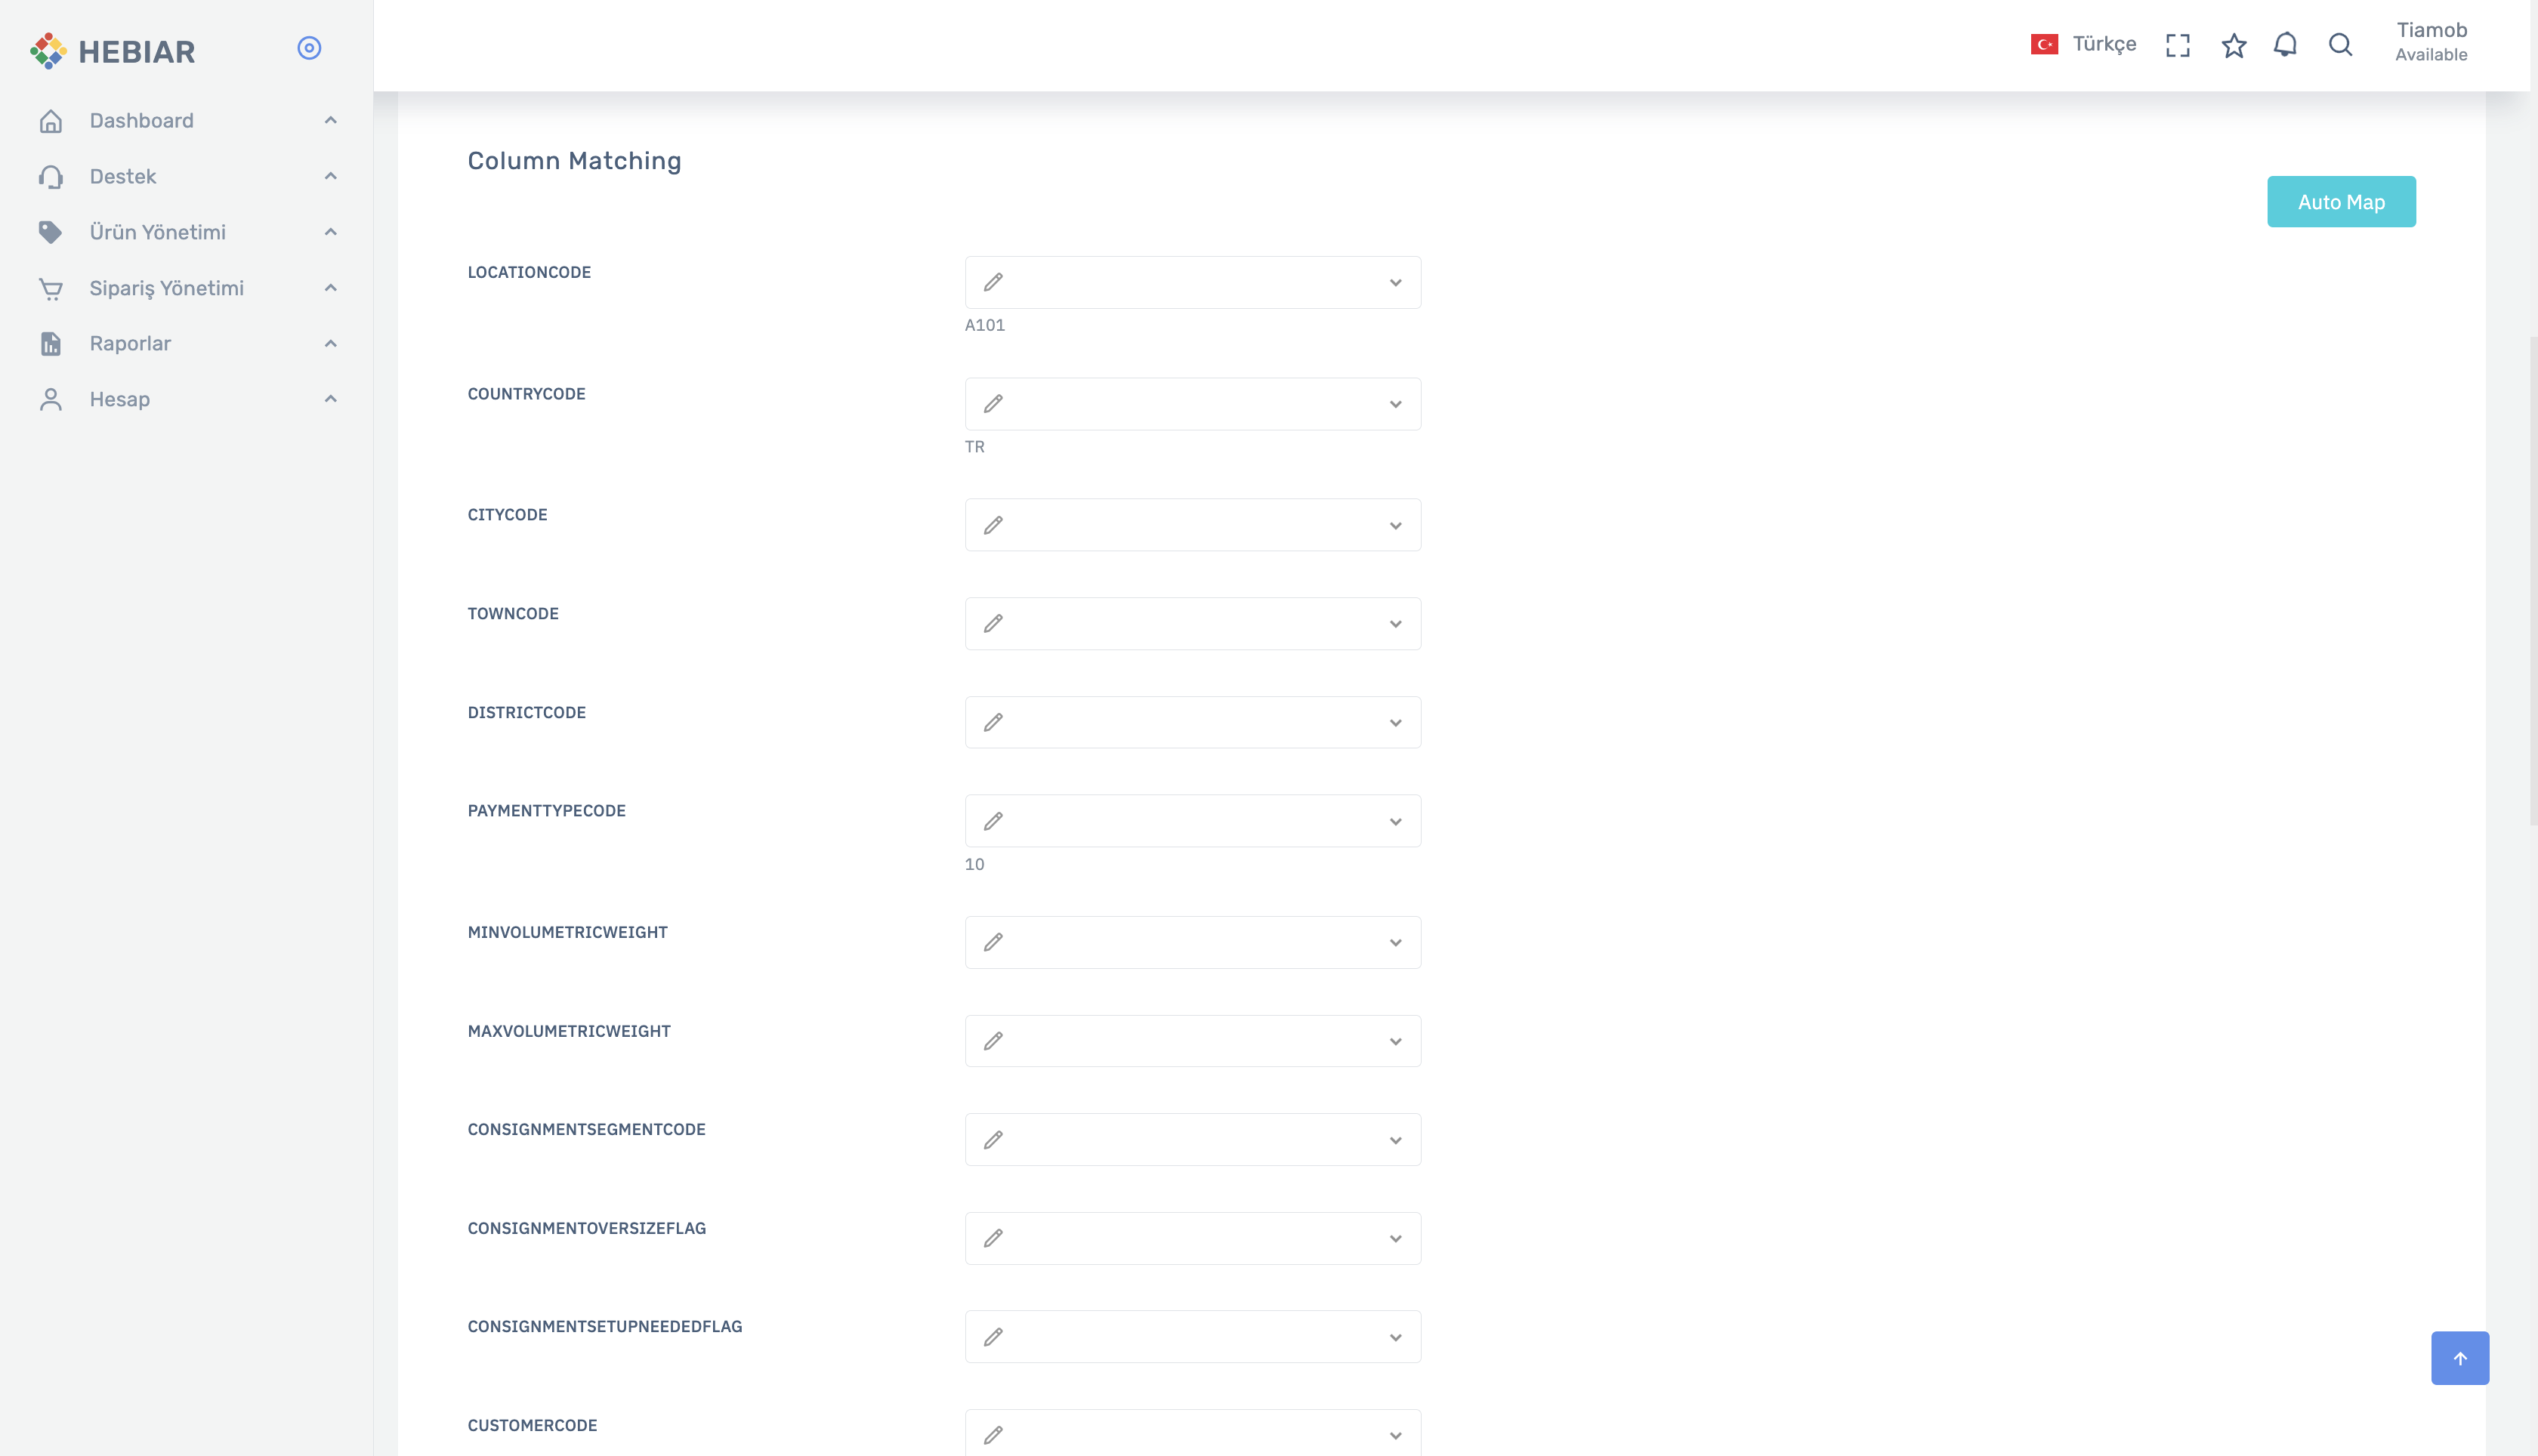 HEBIAR
Dashboard
Destek
Ürün Yönetimi
Sipariş Yönetimi
Raporlar
Hesap
Türkçe
Tiamob
Available
Column Matching
Auto Map
LOCATIONCODE
A101
COUNTRYCODE
TR
CITYCODE
TOWNCODE
DISTRICTCODE
PAYMENTTYPECODE
10
MINVOLUMETRICWEIGHT
MAXVOLUMETRICWEIGHT
CONSIGNMENTSEGMENTCODE
CONSIGNMENTOVERSIZEFLAG
CONSIGNMENTSETUPNEEDEDFLAG
CUSTOMERCODE